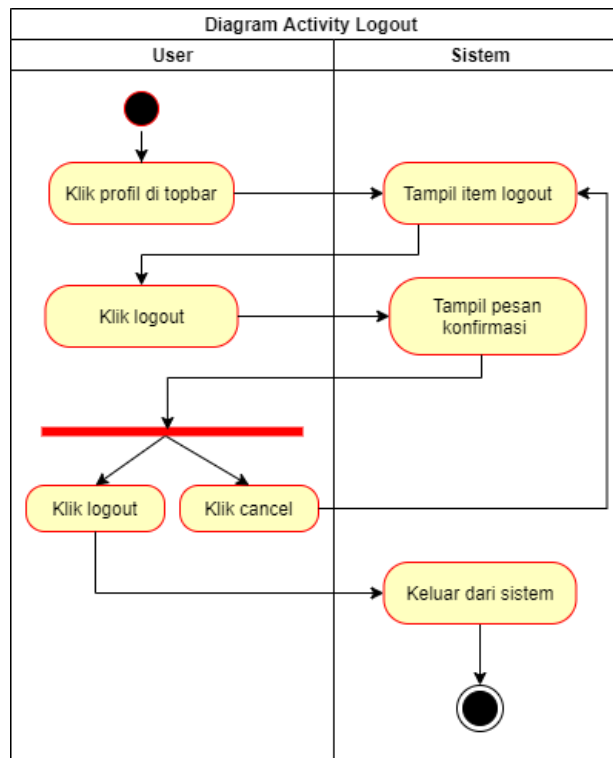 Diagram Activity Logout
User
Sistem
Klik profil di topbar
Tampil item logout
Klik logout
Tampil pesan
konfirmasi
Klik logout
Klik cancel
Keluar dari sistem